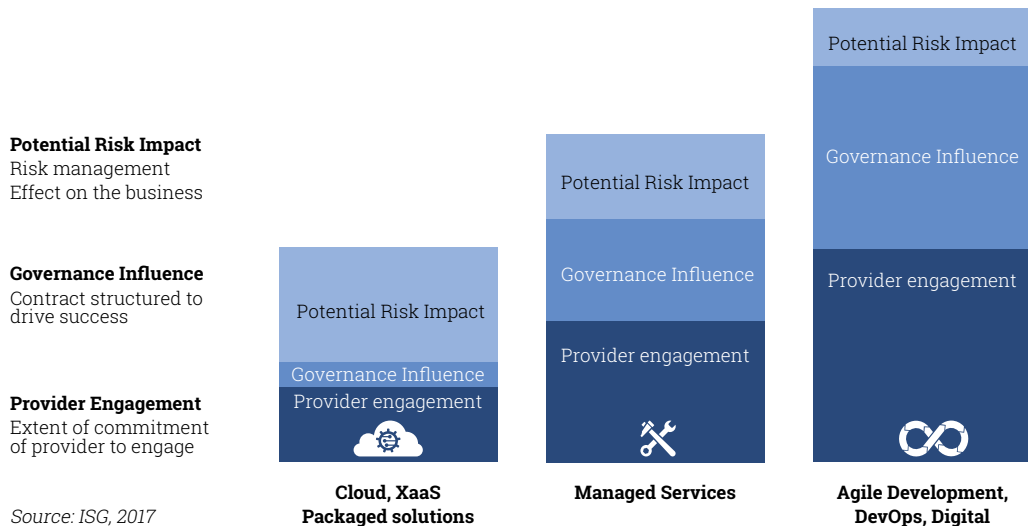 Potential Risk Impact
Risk management
Effect on the business
Governance Influence
Contract structured to
drive success
Provider Engagement
Extent of commitment
of provider to engage
Source: ISG, 2017
Potential Risk Impact
Governance Influence
Provider engagement
Cloud, XaaS
Packaged solutions
Potential Risk Impact
Governance Influence
Provider engagement
Managed Services
Potential Risk Impact
Governance Influence
Provider engagement
Agile Development,
DevOps, Digital